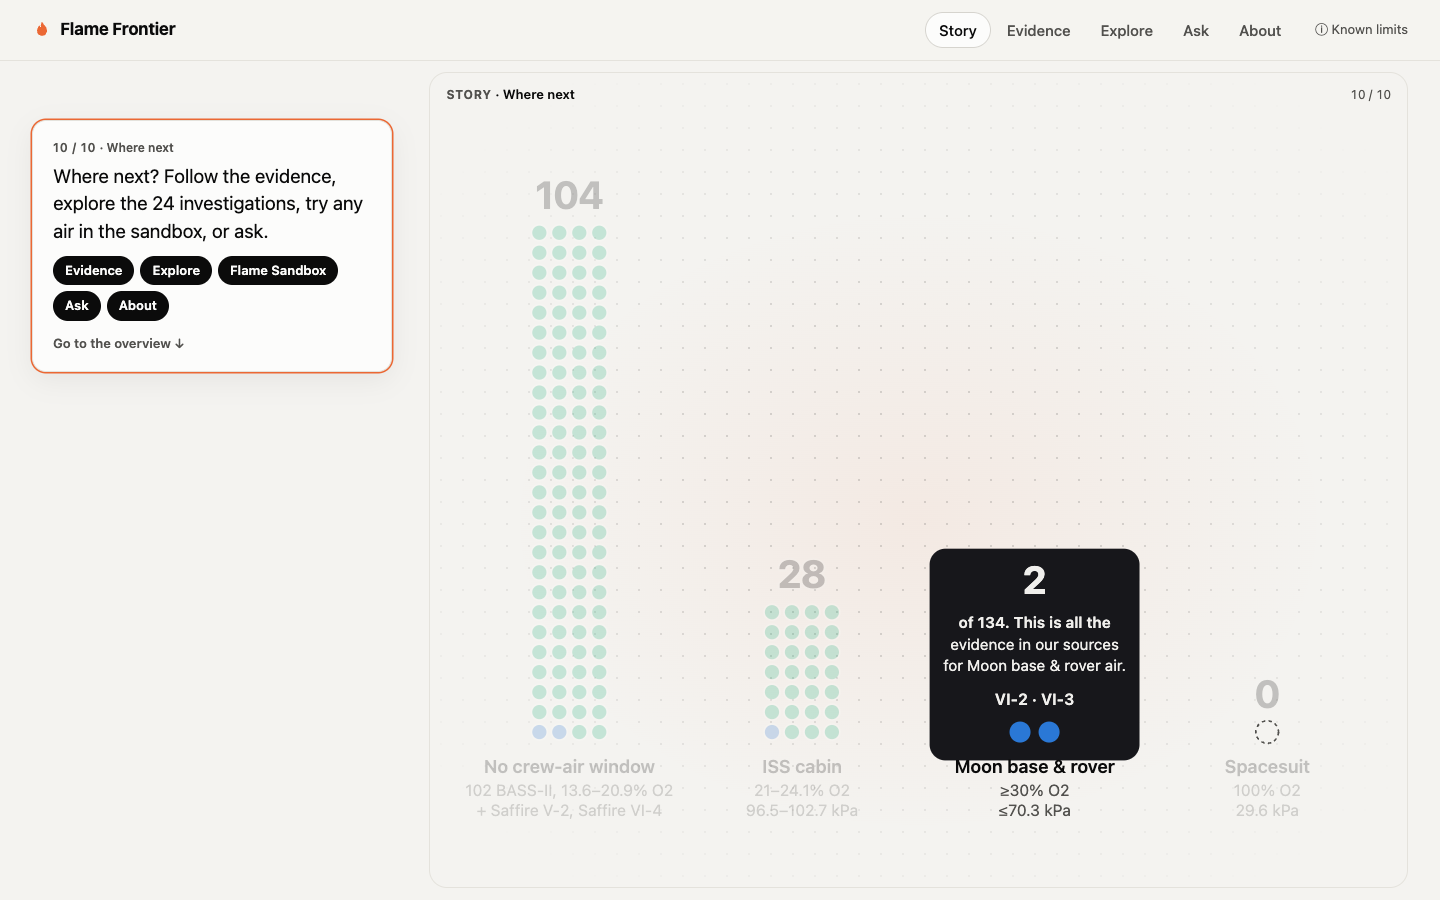 Flame Frontier
Story
Evidence
Explore
Ask
About
ⓘ Known limits
10 / 10 · Where next
Where next? Follow the evidence,
explore the 24 investigations, try any
air in the sandbox, or ask.
Evidence
Explore
Flame Sandbox
Ask
About
Go to the overview ↓
STORY · Where next
10 / 10
104
No crew-air window
102 BASS-II, 13.6–20.9% O2
+ Saffire V-2, Saffire VI-4
28
ISS cabin
21–24.1% O2
96.5–102.7 kPa
2
of 134. This is all the
evidence in our sources
for Moon base & rover air.
VI-2 · VI-3
Moon base & rover
≥30% O2
≤70.3 kPa
0
Spacesuit
100% O2
29.6 kPa